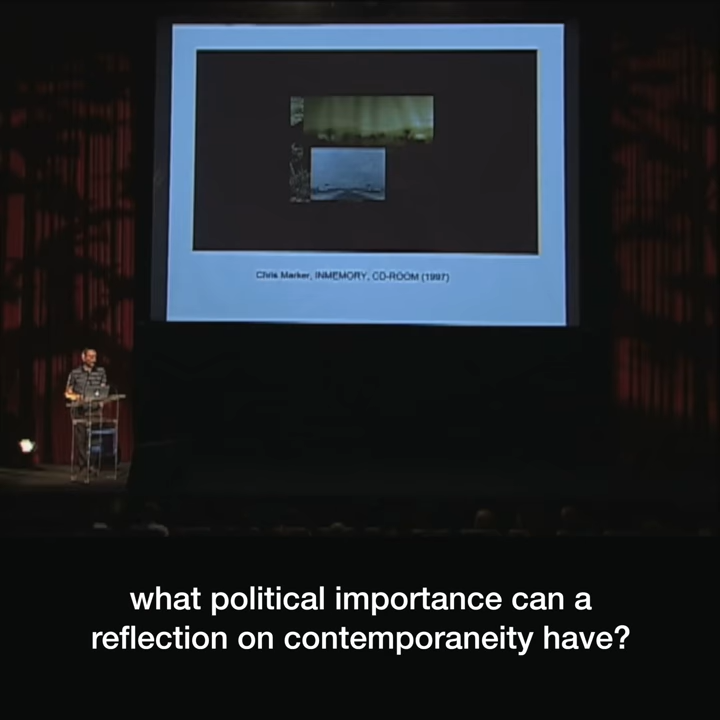 Chris Marker, INMEMORY, CD-ROOM (1997)
what political importance can a
reflection on contemporaneity have?